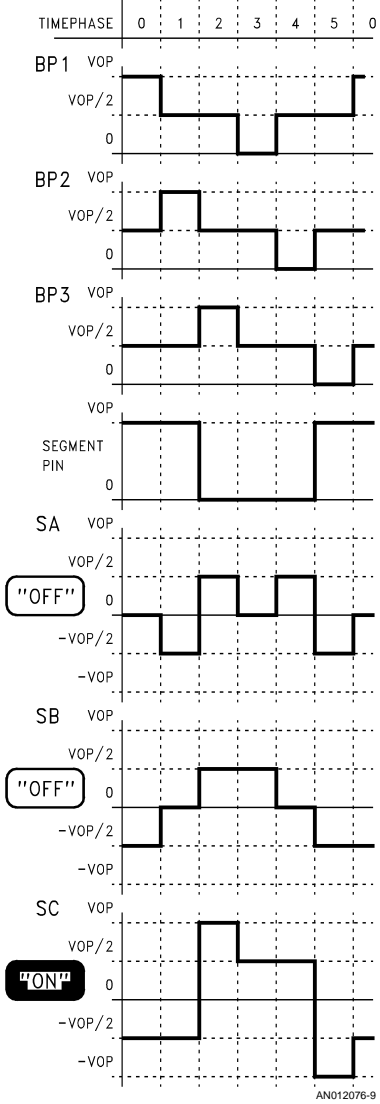 TIMEPHASE 0 1 2 3 4 5 0
BP1 VOP
VOP/2
0
BP2 VOP
VOP/2
0
BP3 VOP
VOP/2
0
VOP
SEGMENT
PIN
0
SA VOP
VOP/2
"OFF" 0
-VOP/2
-VOP
SB VOP
VOP/2
"OFF" 0
-VOP/2
-VOP
SC VOP
VOP/2
"ON" 0
-VOP/2
-VOP
AN012076-9